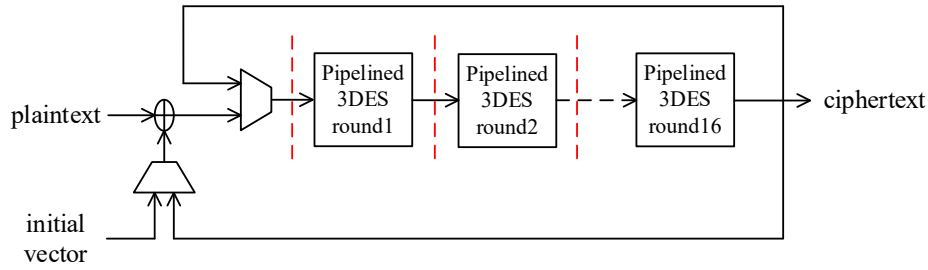 Pipelined
3DES
round1
Pipelined
3DES
round2
Pipelined
3DES
round16
plaintext
ciphertext
initial
vector